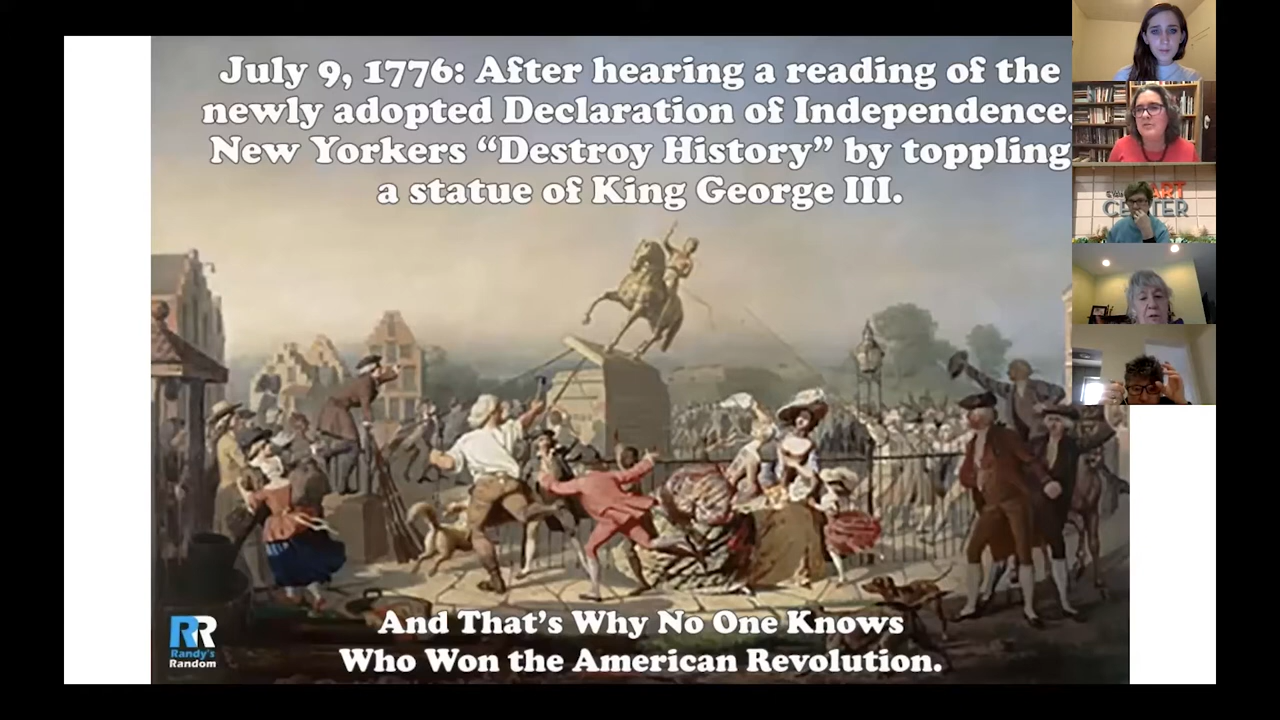 July 9, 1776: After hearing a reading of the
newly adopted Declaration of Independence,
New Yorkers “Destroy History” by toppling
a statue of King George III.
ART
CENTER
And That’s Why No One Knows
Who Won the American Revolution.
RR
Randy's
Random